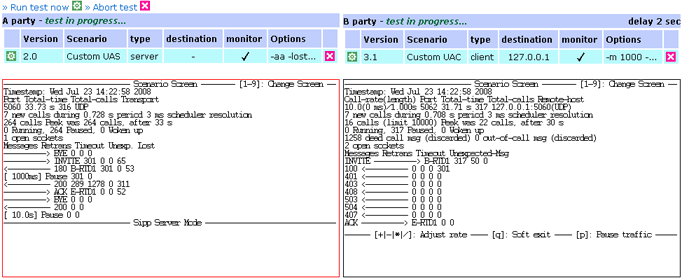 » Run test now » Abort test
A party - test in progress...
Version Scenario type destination monitor Options
2.0 Custom UAS server - ✓ -aa -lost...
B party - test in progress... delay 2 sec
Version Scenario type destination monitor Options
3.1 Custom UAC client 127.0.0.1 ✓ -m 1000 -...
Scenario Screen [1-9]: Change Screen
Timestamp: Wed Jul 23 14:22:58 2008
Port Total-time Total-calls Transport
5060 33.73 s 316 UDP
7 new calls during 0.728 s period 3 ms scheduler resolution
264 calls Peak was 264 calls, after 33 s
0 Running, 264 Paused, 0 Woken up
1 open sockets
Messages Retrans Timeout Unexp. Lost
----------> BYE 0 0 0
----------> INVITE 301 0 0 65
<---------- 180 B-RTD1 301 0 53
[ 1000ms] Pause 301 0
<---------- 200 289 1278 0 311
----------> ACK E-RTD1 0 0 52
----------> BYE 0 0 0
<---------- 200 0 0
[ 10.0s] Pause 0 0
Sipp Server Mode
Scenario Screen [1-9]: Change Screen
Timestamp: Wed Jul 23 14:22:58 2008
Call-rate(length) Port Total-time Total-calls Remote-host
10.0(0 ms)/1.000s 5062 31.71 s 317 127.0.0.1:5060(UDP)
7 new calls during 0.708 s period 3 ms scheduler resolution
16 calls (limit 10000) Peak was 22 calls, after 30 s
0 Running, 317 Paused, 0 Woken up
1258 dead call msg (discarded) 0 out-of-call msg (discarded)
2 open sockets
Messages Retrans Timeout Unexpected-Msg
INVITE ----------> B-RTD1 317 50 0
100 <---------- 0 0 0 301
401 <---------- 0 0 0
403 <---------- 0 0 0
408 <---------- 0 0 0
503 <---------- 0 0 0
504 <---------- 0 0 0
407 <---------- 0 0 0
ACK ----------> E-RTD1 0 0
[+|-|*|/]: Adjust rate [q]: Soft exit [p]: Pause traffic